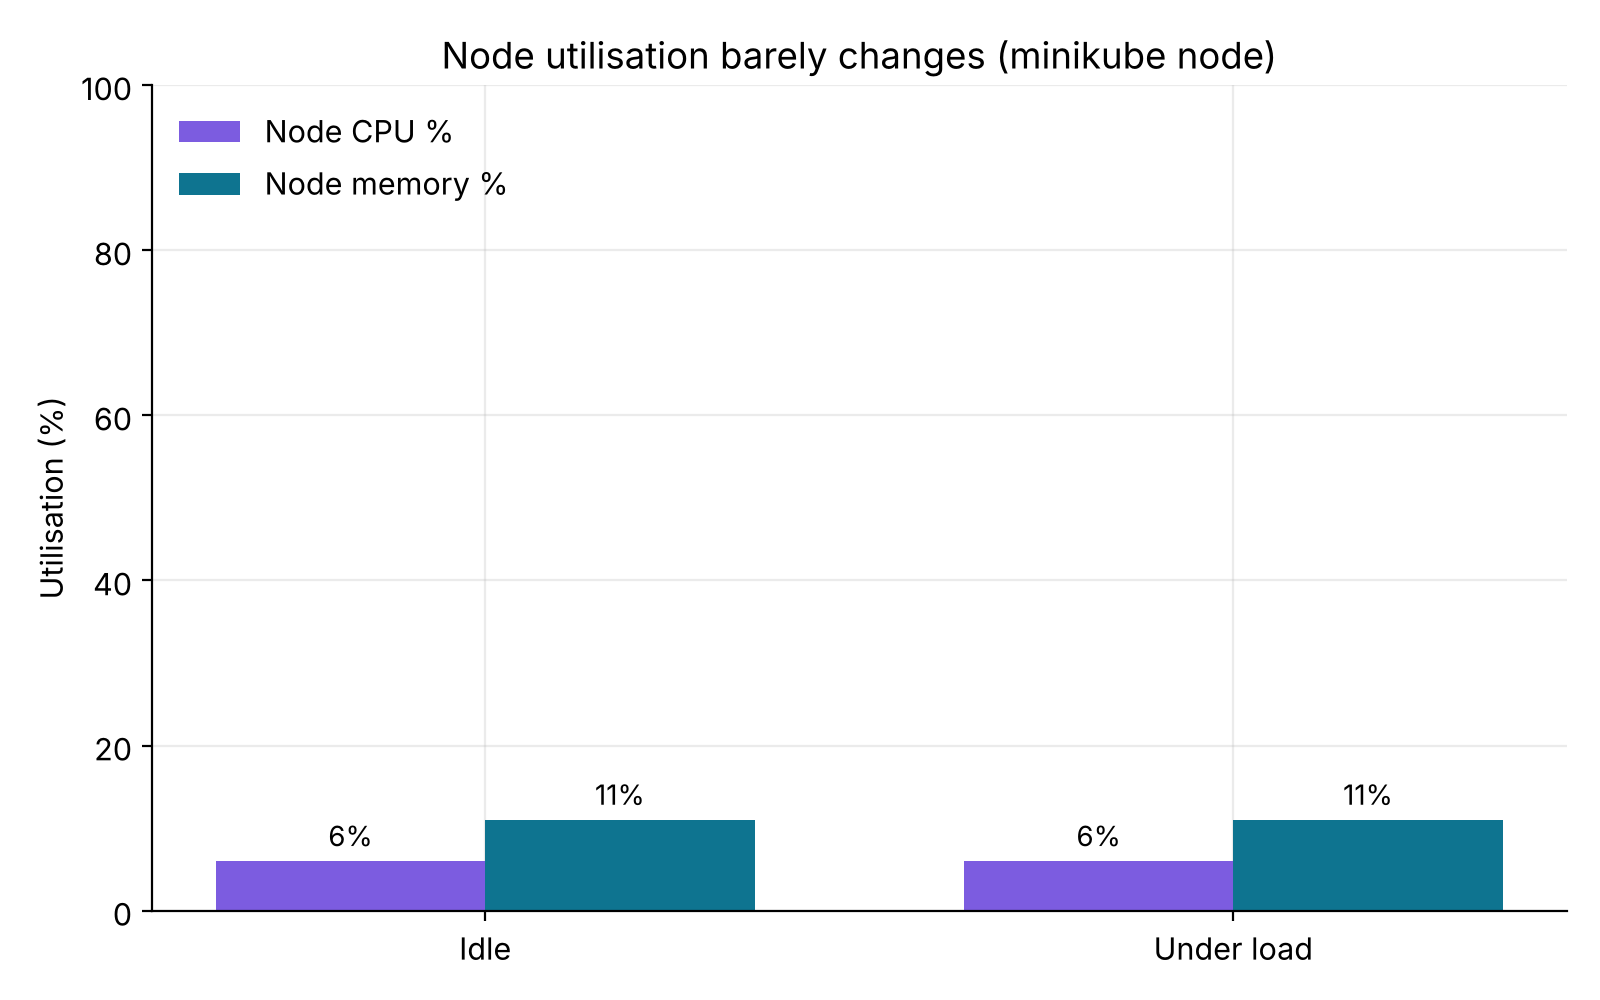 Node utilisation barely changes (minikube node)
100
80
60
40
20
0
Utilisation (%)
Node CPU %
Node memory %
6%
11%
6%
11%
Idle
Under load